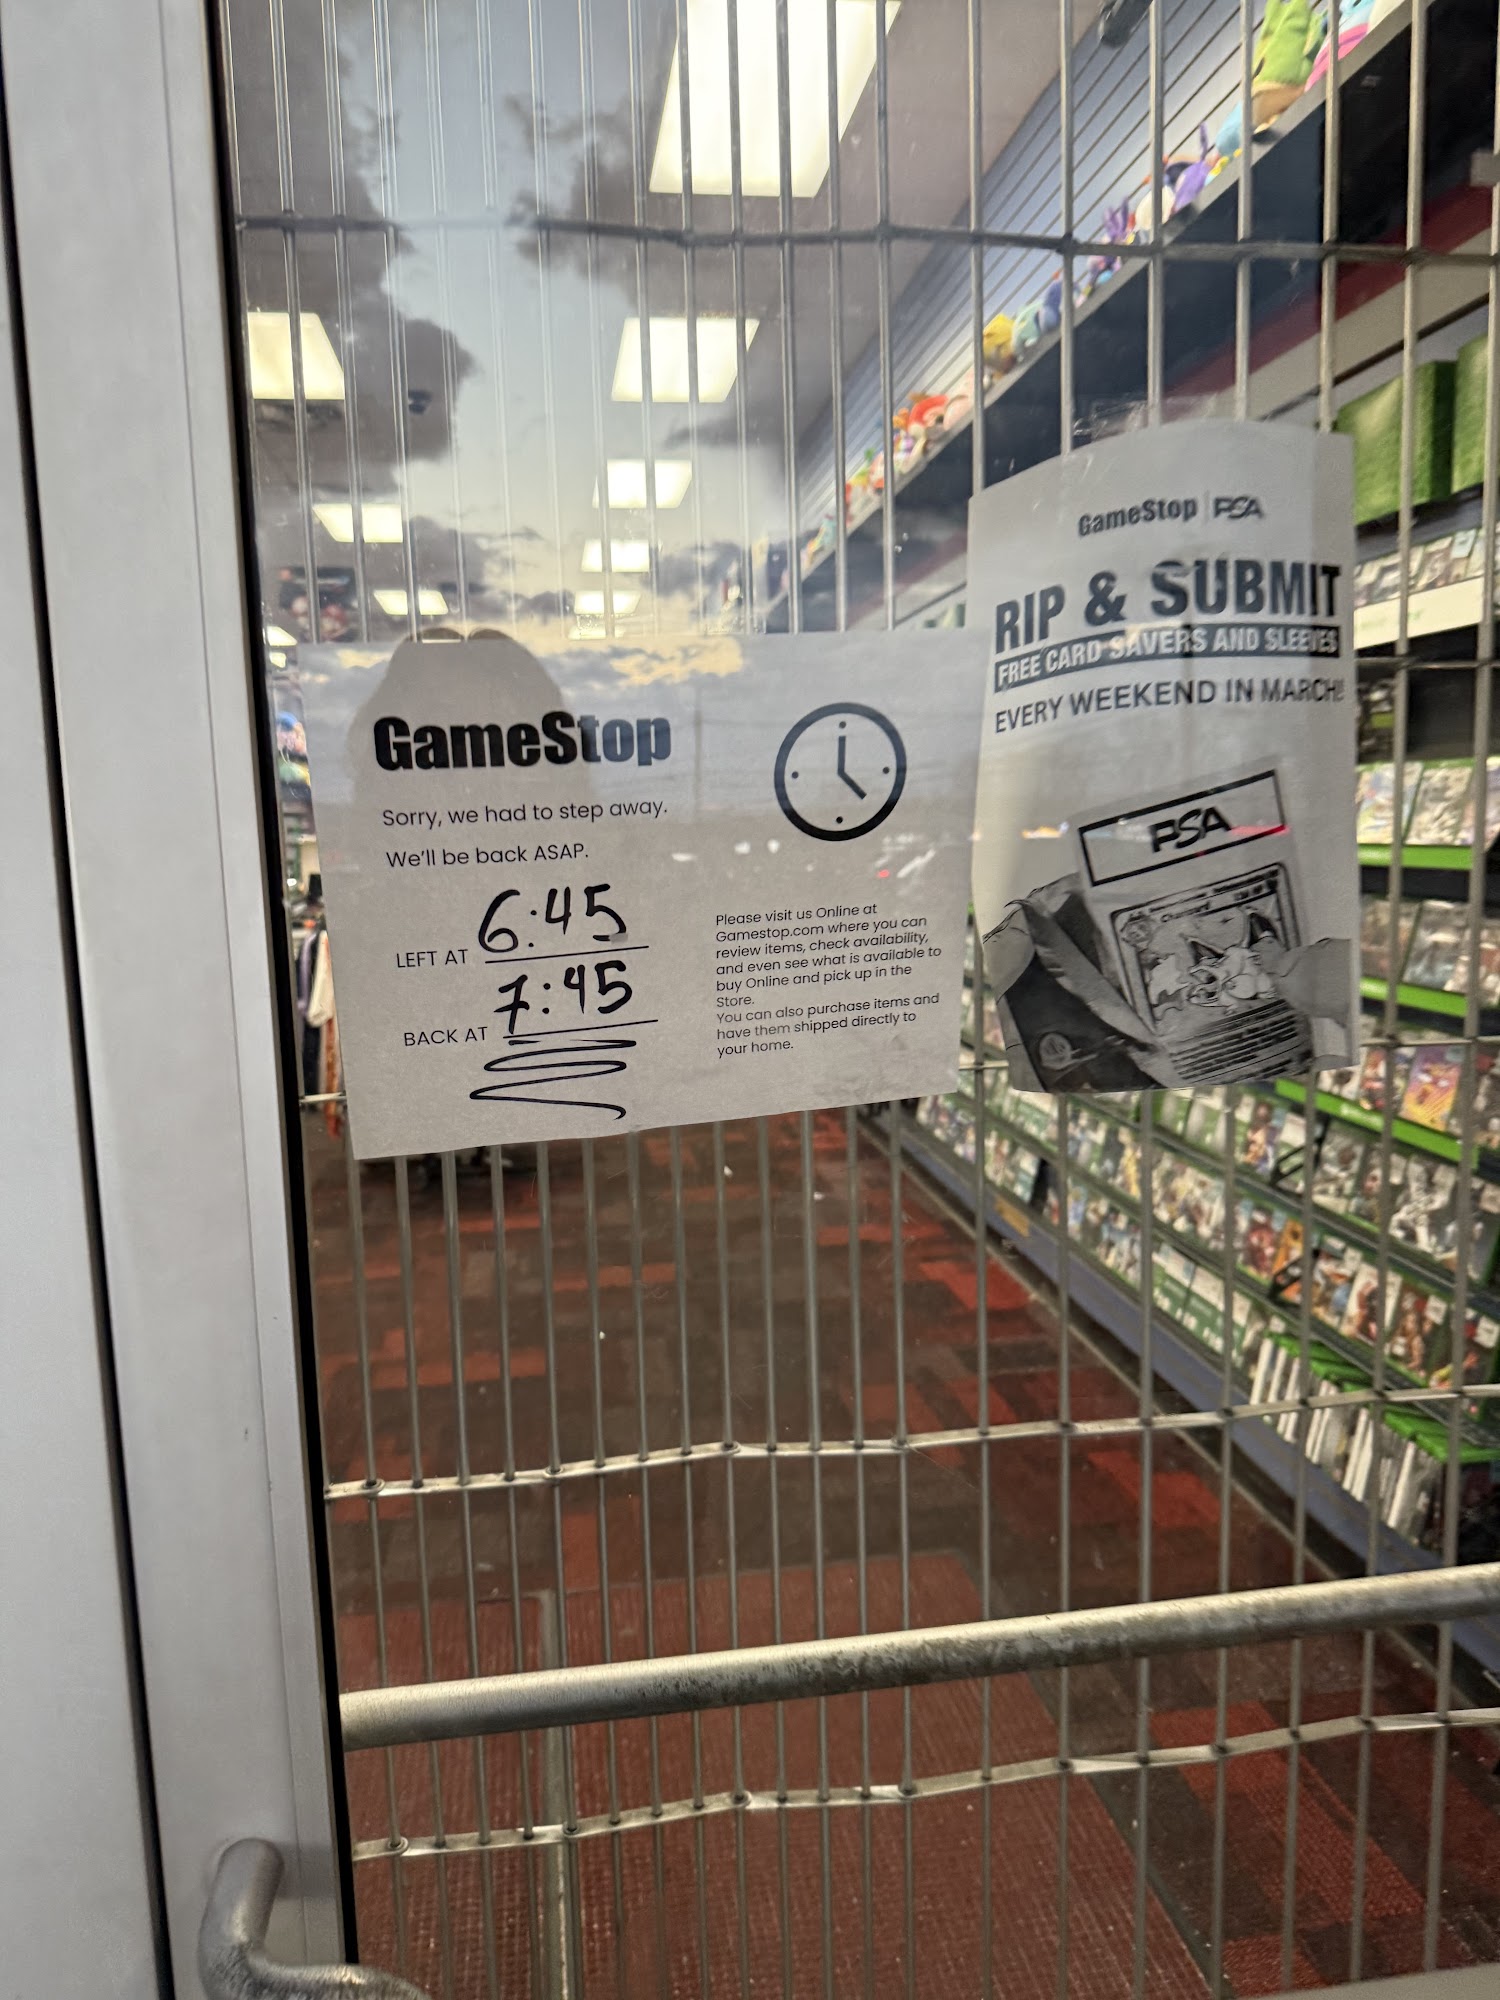 GameStop
Sorry, we had to step away.
We'll be back ASAP.
LEFT AT 6:45
BACK AT 7:45
Please visit us Online at
Gamestop.com where you can
review items, check availability,
and even see what is available to
buy Online and pick up in the
Store.
You can also purchase items and
have them shipped directly to
your home.
GameStop | PSA
RIP & SUBMIT
FREE CARD SAVERS AND SLEEVES
EVERY WEEKEND IN MARCH!
PSA
Charizard